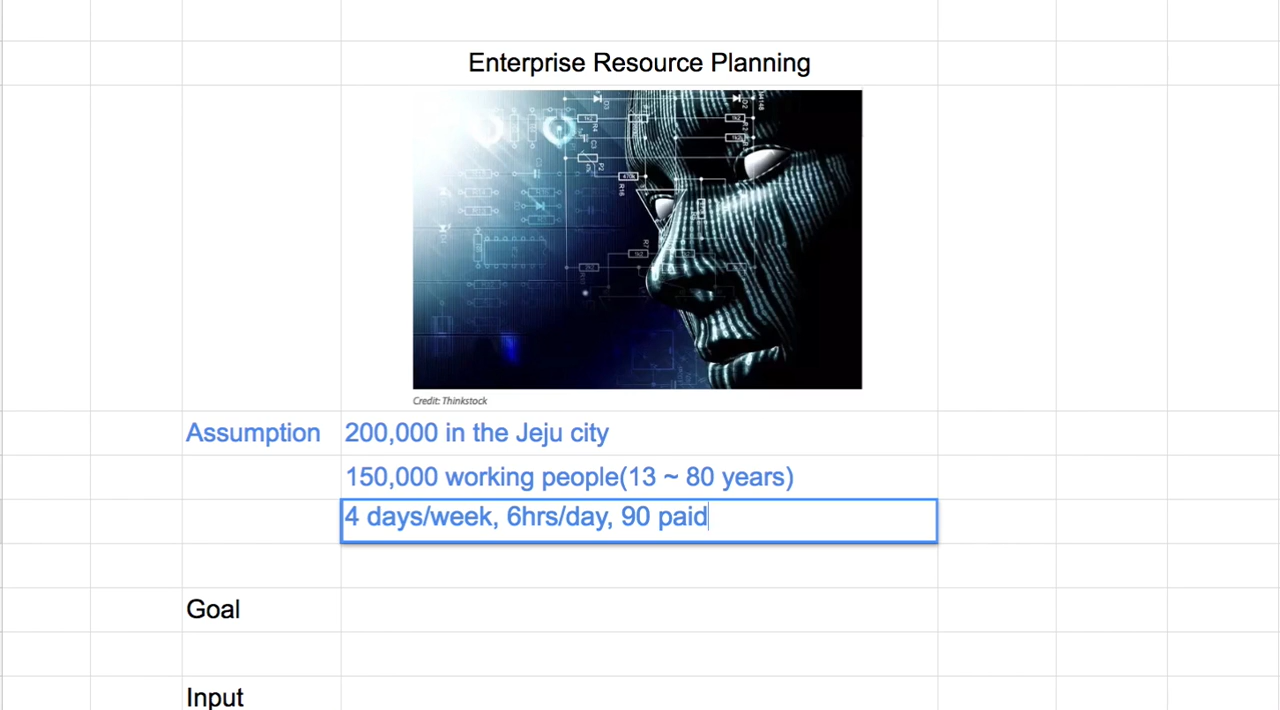 Enterprise Resource Planning
Credit: Thinkstock
Assumption 200,000 in the Jeju city
150,000 working people(13 ~ 80 years)
4 days/week, 6hrs/day, 90 paid
Goal
Input